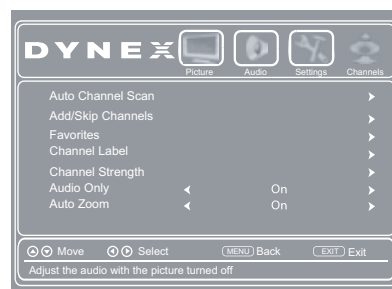 DYNEX
Picture Audio Settings Channels
Auto Channel Scan
Add/Skip Channels
Favorites
Channel Label
Channel Strength
Audio Only On
Auto Zoom On
Move Select MENU Back EXIT Exit
Adjust the audio with the picture turned off